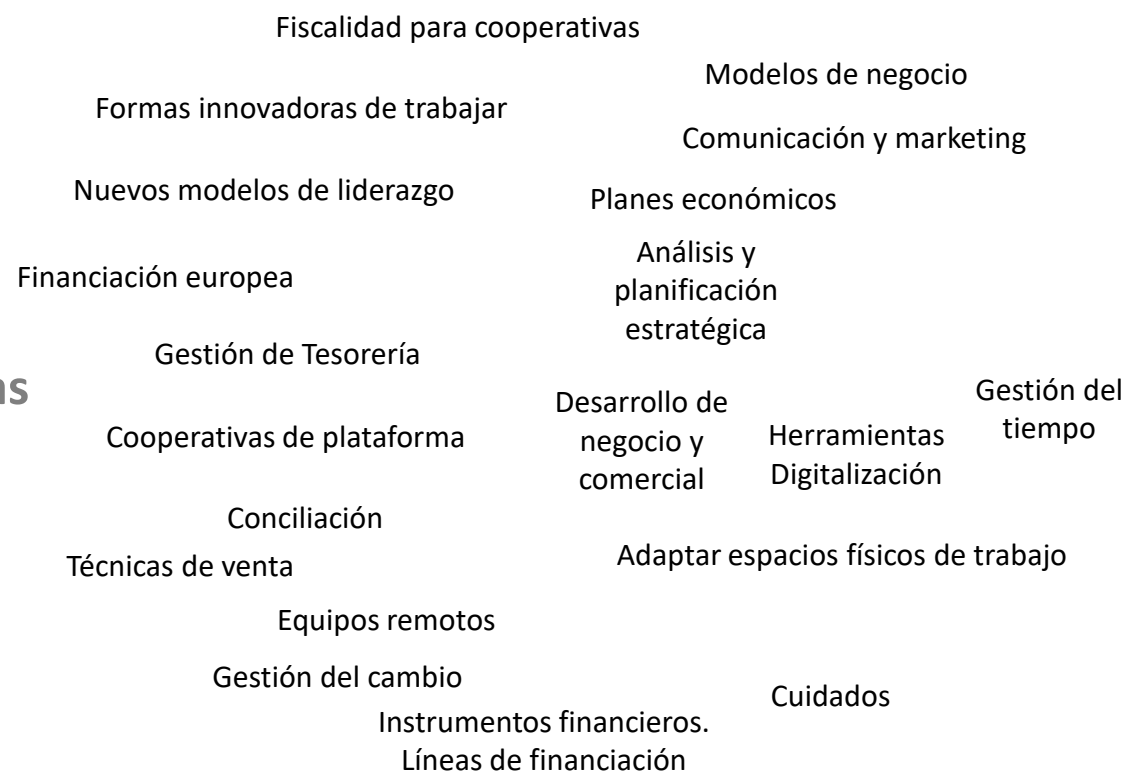 Fiscalidad para cooperativas
Modelos de negocio
Formas innovadoras de trabajar
Comunicación y marketing
Nuevos modelos de liderazgo
Planes económicos
Análisis y
planificación
estratégica
Financiación europea
Gestión de Tesorería
Desarrollo de
negocio y
comercial
Gestión del
tiempo
Cooperativas de plataforma
Herramientas
Digitalización
Conciliación
Técnicas de venta
Adaptar espacios físicos de trabajo
Equipos remotos
Gestión del cambio
Cuidados
Instrumentos financieros.
Líneas de financiación